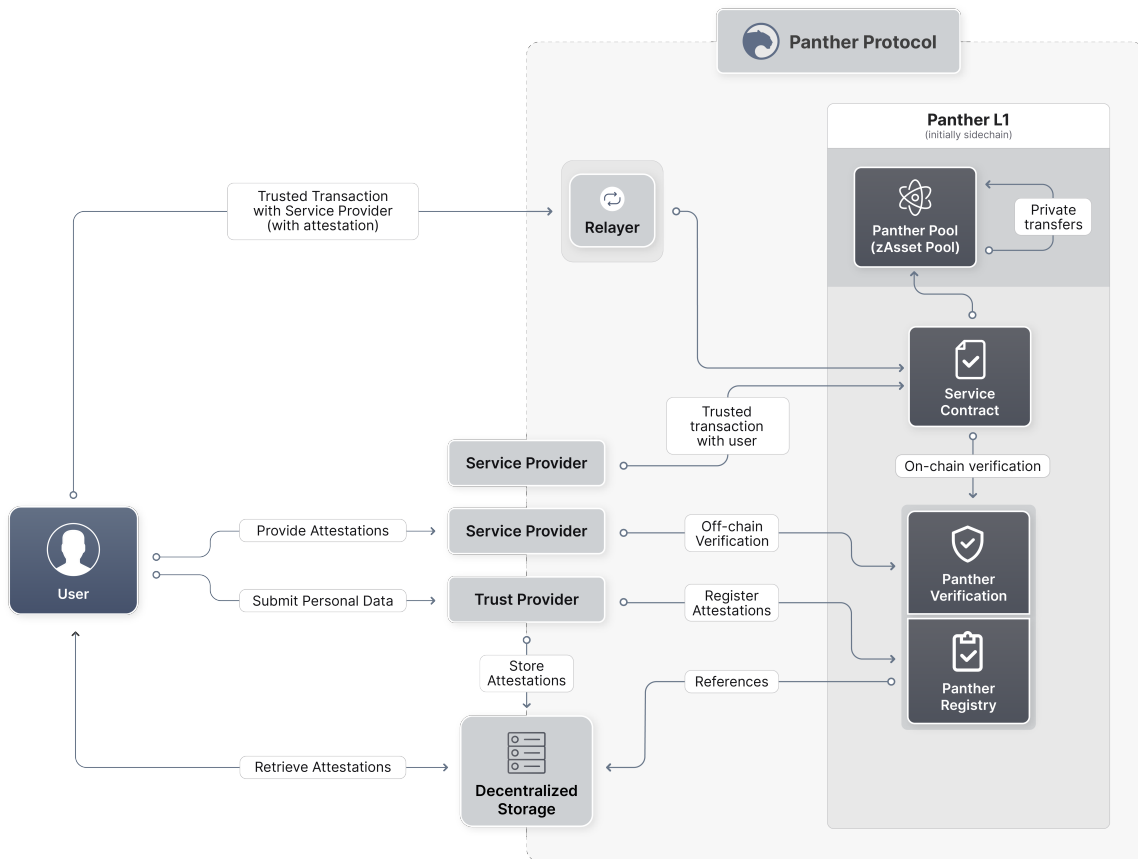 Panther Protocol
Panther L1
(initially sidechain)
Trusted Transaction
with Service Provider
(with attestation)
Relayer
Panther Pool
(zAsset Pool)
Private
transfers
Service
Contract
Trusted
transaction
with user
Service Provider
On-chain verification
User
Provide Attestations
Service Provider
Off-chain
Verification
Panther
Verification
Submit Personal Data
Trust Provider
Register
Attestations
Store
Attestations
References
Panther
Registry
Retrieve Attestations
Decentralized
Storage